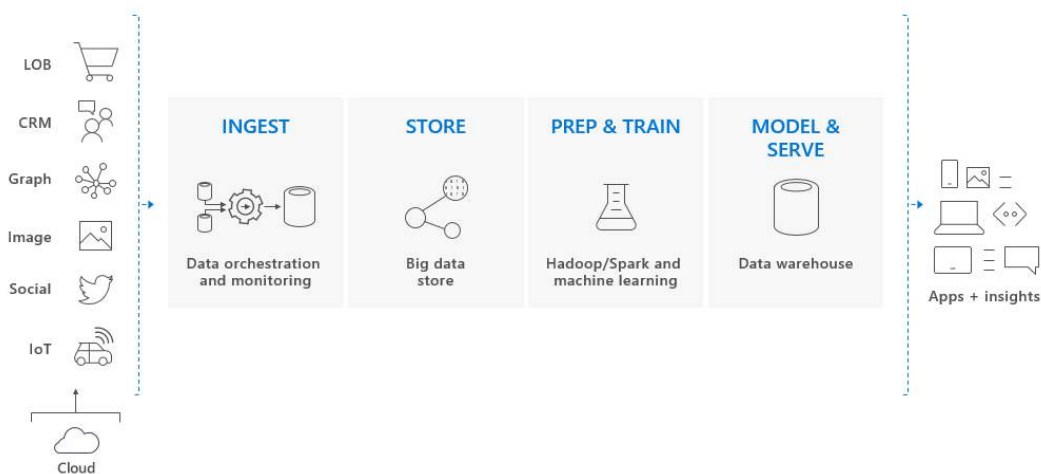 LOB
CRM
Graph
Image
Social
IoT
Cloud
INGEST
Data orchestration
and monitoring
STORE
Big data
store
PREP & TRAIN
Hadoop/Spark and
machine learning
MODEL &
SERVE
Data warehouse
Apps + insights